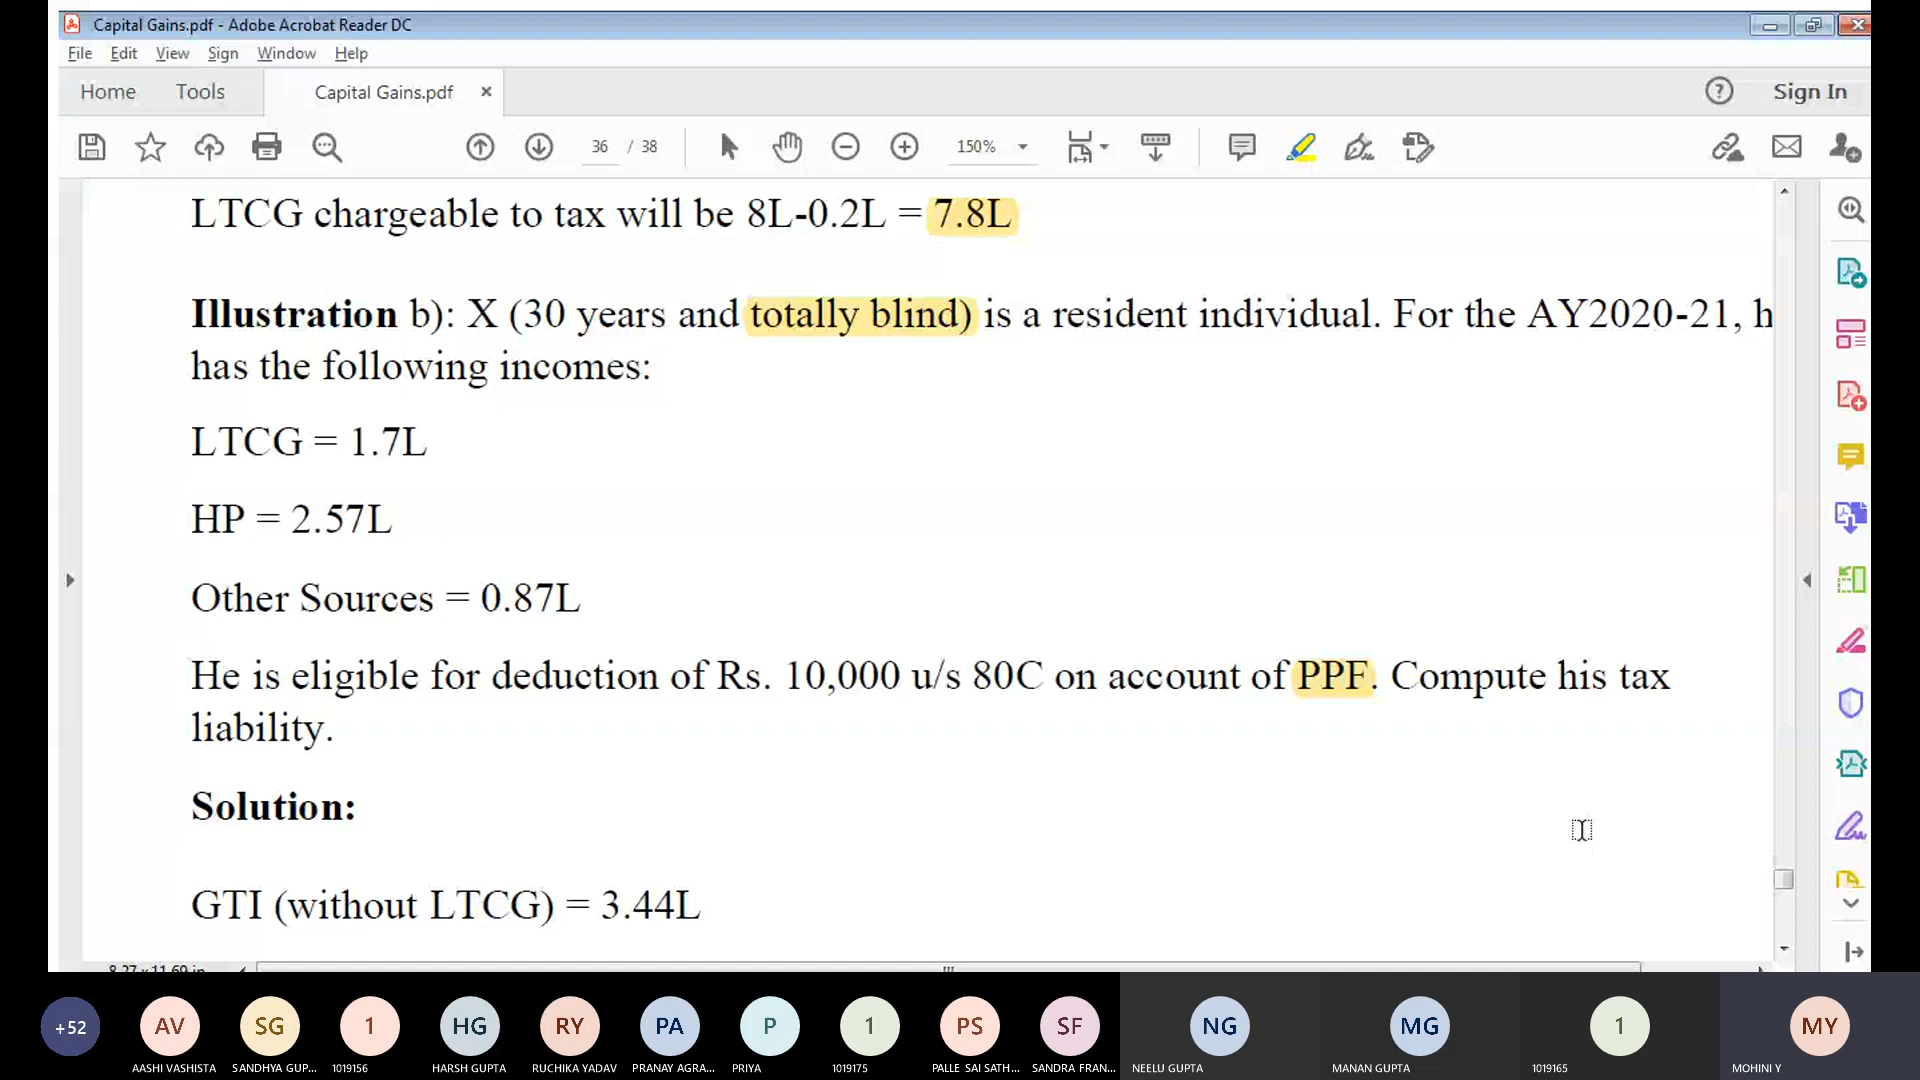 Capital Gains.pdf - Adobe Acrobat Reader DC
File Edit View Sign Window Help
Home Tools Capital Gains.pdf × Sign In
36 / 38 150%
LTCG chargeable to tax will be 8L-0.2L = 7.8L
Illustration b): X (30 years and totally blind) is a resident individual. For the AY2020-21, h
has the following incomes:
LTCG = 1.7L
HP = 2.57L
Other Sources = 0.87L
He is eligible for deduction of Rs. 10,000 u/s 80C on account of PPF. Compute his tax
liability.
Solution:
GTI (without LTCG) = 3.44L
8.27 x 11.69 in
+52 AV SG 1 HG RY PA P 1 PS SF NG MG 1 MY
AASHI VASHISTA SANDHYA GUP... 1019156 HARSH GUPTA RUCHIKA YADAV PRANAY AGRA... PRIYA 1019175 PALLE SAI SATH... SANDRA FRAN... NEELU GUPTA MANAN GUPTA 1019165 MOHINI Y